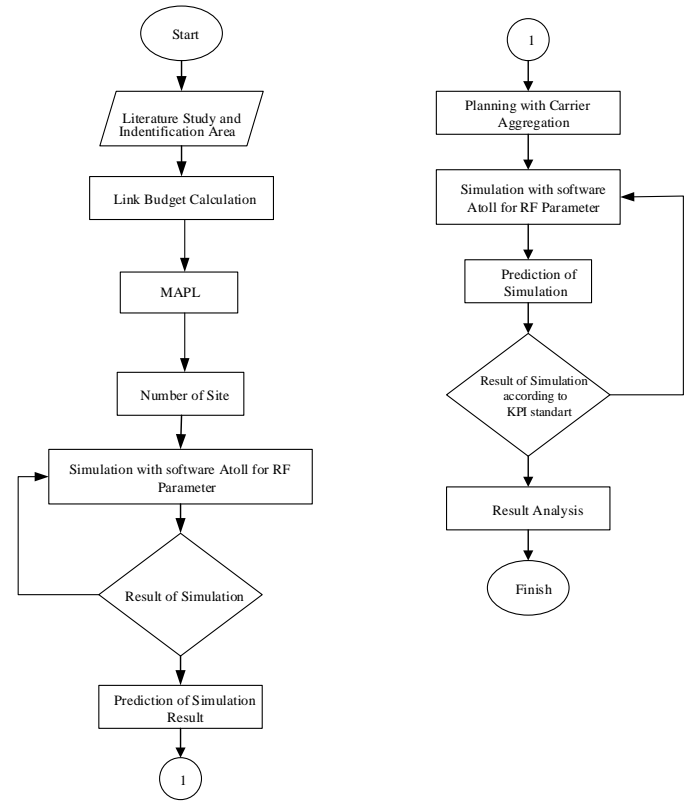 Start
Literature Study and
Indentification Area
Link Budget Calculation
MAPL
Number of Site
Simulation with software Atoll for RF
Parameter
Result of Simulation
Prediction of Simulation
Result
1
1
Planning with Carrier
Aggregation
Simulation with software
Atoll for RF Parameter
Prediction of
Simulation
Result of Simulation
according to
KPI standart
Result Analysis
Finish